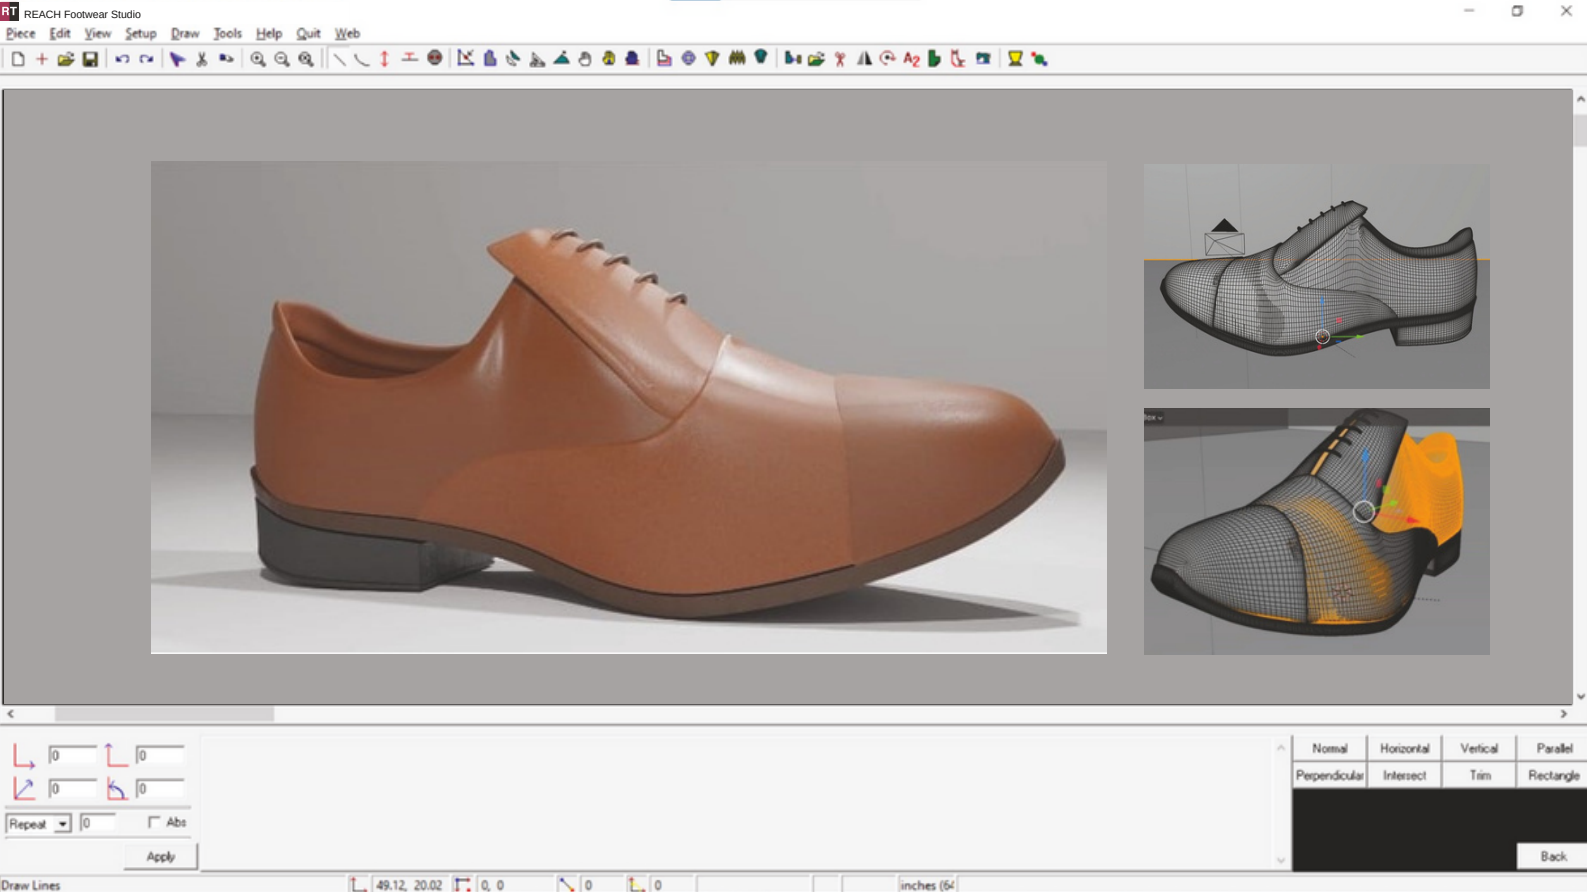 RT REACH Footwear Studio
Piece Edit View Setup Draw Tools Help Quit Web
A2
Normal Horizontal Vertical Parallel
Perpendicular Intersect Trim Rectangle
0 0
0 0
Repeat 0 Abs
Apply
Back
Draw Lines 49.12, 20.02 0, 0 0 0 inches (64